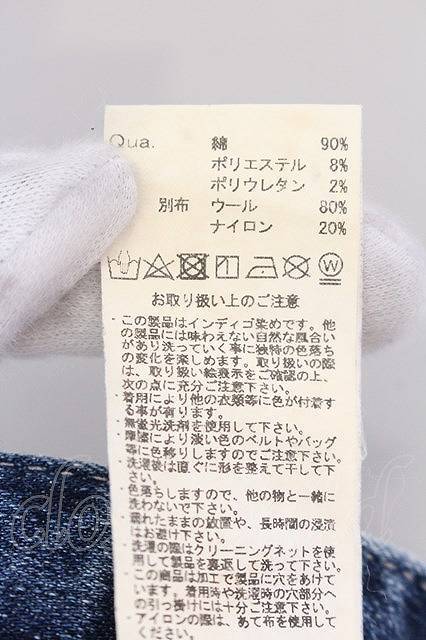 Qua.　綿　90%
ポリエステル　8%
ポリウレタン　2%
別布　ウール　80%
ナイロン　20%
W
お取り扱い上のご注意
・この製品はインディゴ染めです。他
の製品には味わえない自然な風合い
があり洗っていく事に独特の色落ち
の変化を楽しめます。取り扱いの際
は、取り扱い絵表示をご確認の上、
次の点に充分ご注意下さい。
・着用により他の衣類等に色が付着す
る事が有ります。
・無蛍光洗剤を使用して下さい。
・摩擦により淡い色のベルトやバッグ
等に色移りしますのでご注意下さい。
・洗濯後は直ぐに形を整えて干して下
さい。
・色落ちしますので、他の物と一緒に
洗わないで下さい。
・濡れたままの放置や、長時間の浸漬
はお避け下さい。
・洗濯の際はクリーニングネットを使
用して製品を裏返して洗って下さい。
・この商品は加工で製品に穴をあけて
います。着用時や洗濯時の穴部分へ
の引っ掛けには十分ご注意下さい。
・アイロンの際は、あて布を使用して
ください。